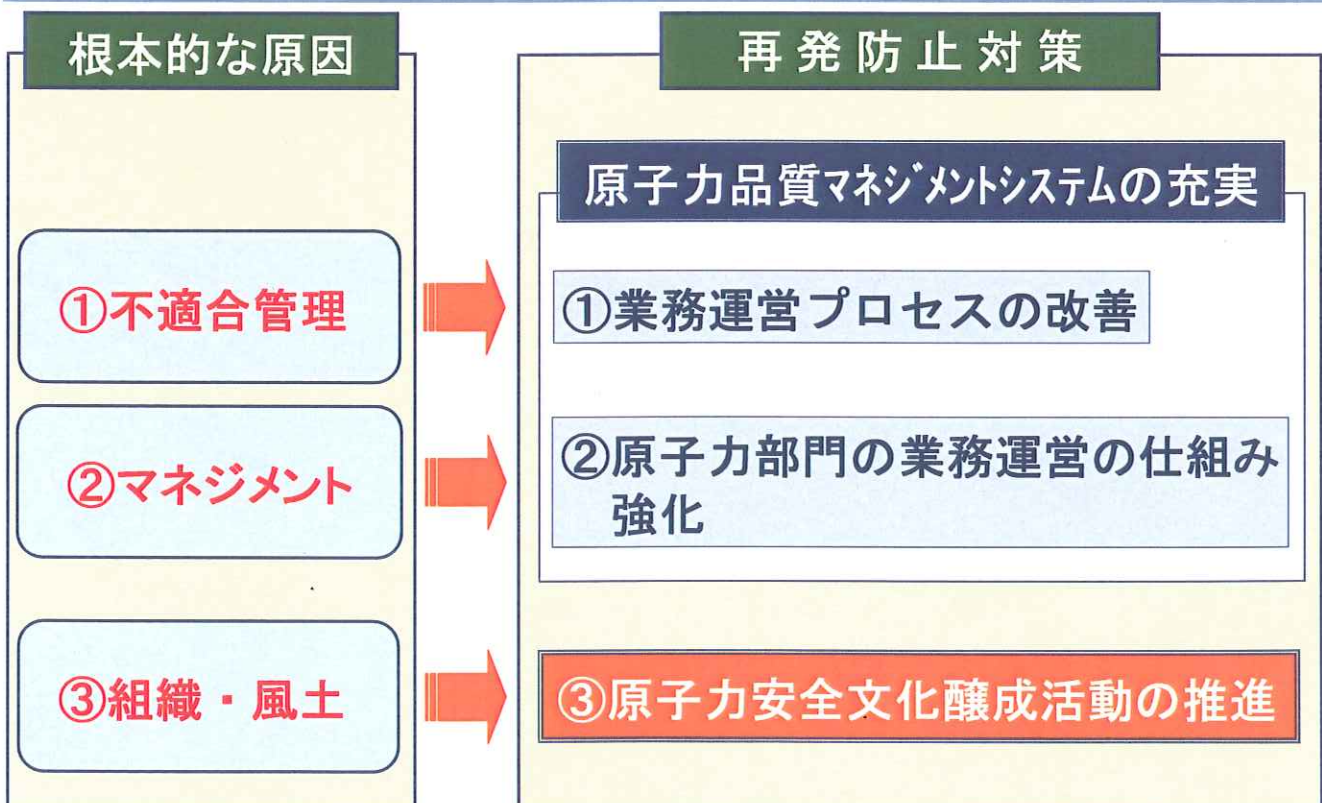 根本的な原因
再発防止対策
原子力品質マネジメントシステムの充実
①不適合管理
①業務運営プロセスの改善
②マネジメント
②原子力部門の業務運営の仕組み
強化
③組織・風土
③原子力安全文化醸成活動の推進